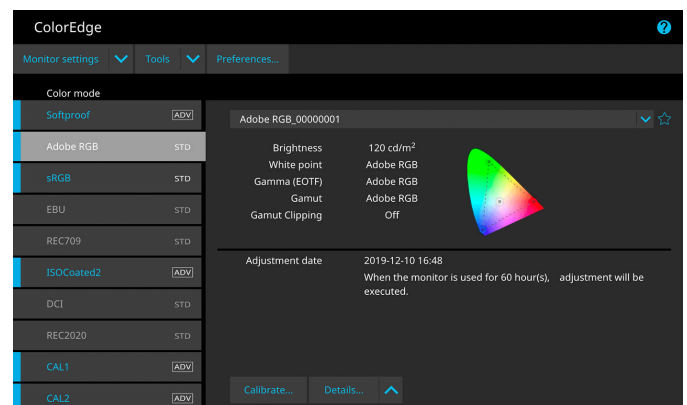 ColorEdge
?
Monitor settings Tools Preferences...
Color mode
Softproof ADV
Adobe RGB STD
sRGB STD
EBU STD
REC709 STD
ISOCoated2 ADV
DCI STD
REC2020 STD
CAL1 ADV
CAL2 ADV
Adobe RGB_00000001
Brightness 120 cd/m²
White point Adobe RGB
Gamma (EOTF) Adobe RGB
Gamut Adobe RGB
Gamut Clipping Off
Adjustment date 2019-12-10 16:48
When the monitor is used for 60 hour(s), adjustment will be
executed.
Calibrate... Details...